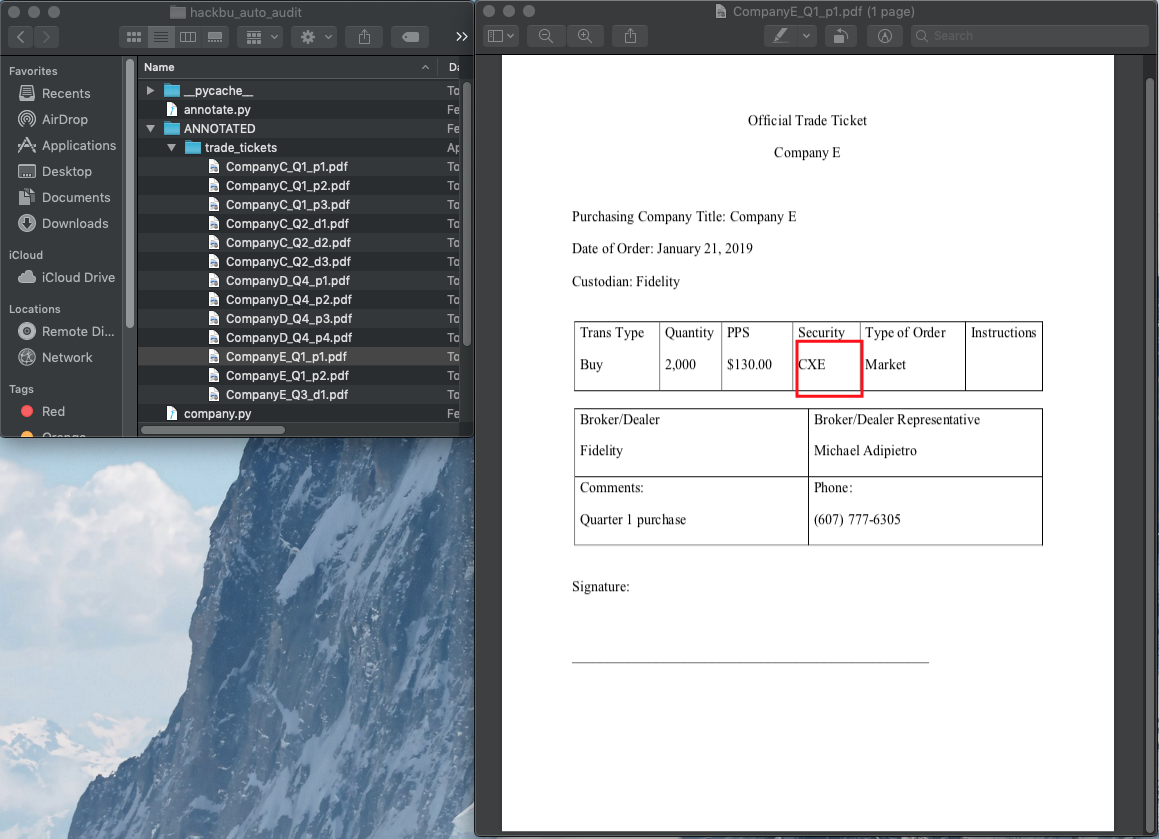 hackbu_auto_audit
Favorites
Recents
AirDrop
Applications
Desktop
Documents
Downloads
iCloud
iCloud Drive
Locations
Remote Di...
Network
Tags
Red
Orange
Name Da
__pycache__ To
annotate.py Fe
ANNOTATED Fe
trade_tickets Ap
CompanyC_Q1_p1.pdf To
CompanyC_Q1_p2.pdf To
CompanyC_Q1_p3.pdf To
CompanyC_Q2_d1.pdf To
CompanyC_Q2_d2.pdf To
CompanyC_Q2_d3.pdf To
CompanyD_Q4_p1.pdf To
CompanyD_Q4_p2.pdf To
CompanyD_Q4_p3.pdf To
CompanyD_Q4_p4.pdf To
CompanyE_Q1_p1.pdf To
CompanyE_Q1_p2.pdf To
CompanyE_Q3_d1.pdf To
company.py Fe
CompanyE_Q1_p1.pdf (1 page)
Search
Official Trade Ticket
Company E
Purchasing Company Title: Company E
Date of Order: January 21, 2019
Custodian: Fidelity
Trans Type Quantity PPS Security Type of Order Instructions
Buy 2,000 $130.00 CXE Market
Broker/Dealer Broker/Dealer Representative
Fidelity Michael Adipietro
Comments: Phone:
Quarter 1 purchase (607) 777-6305
Signature: